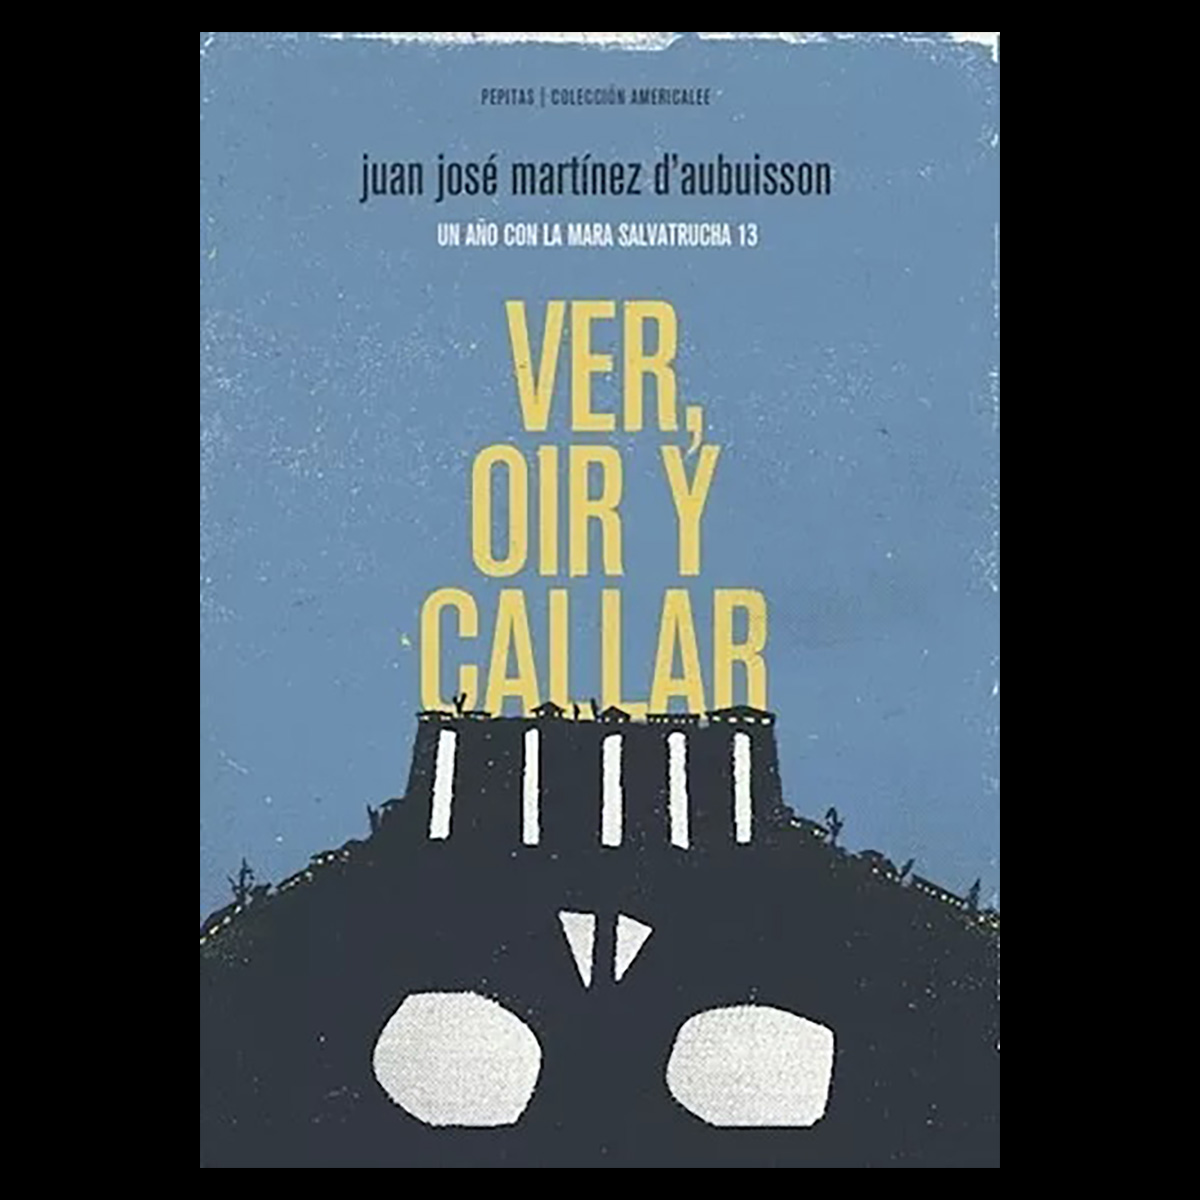 PEPITAS | COLECCIÓN AMERICALEE
juan josé martínez d'aubuisson
UN AÑO CON LA MARA SALVATRUCHA 13
VER,
OIR Y
CALLAR